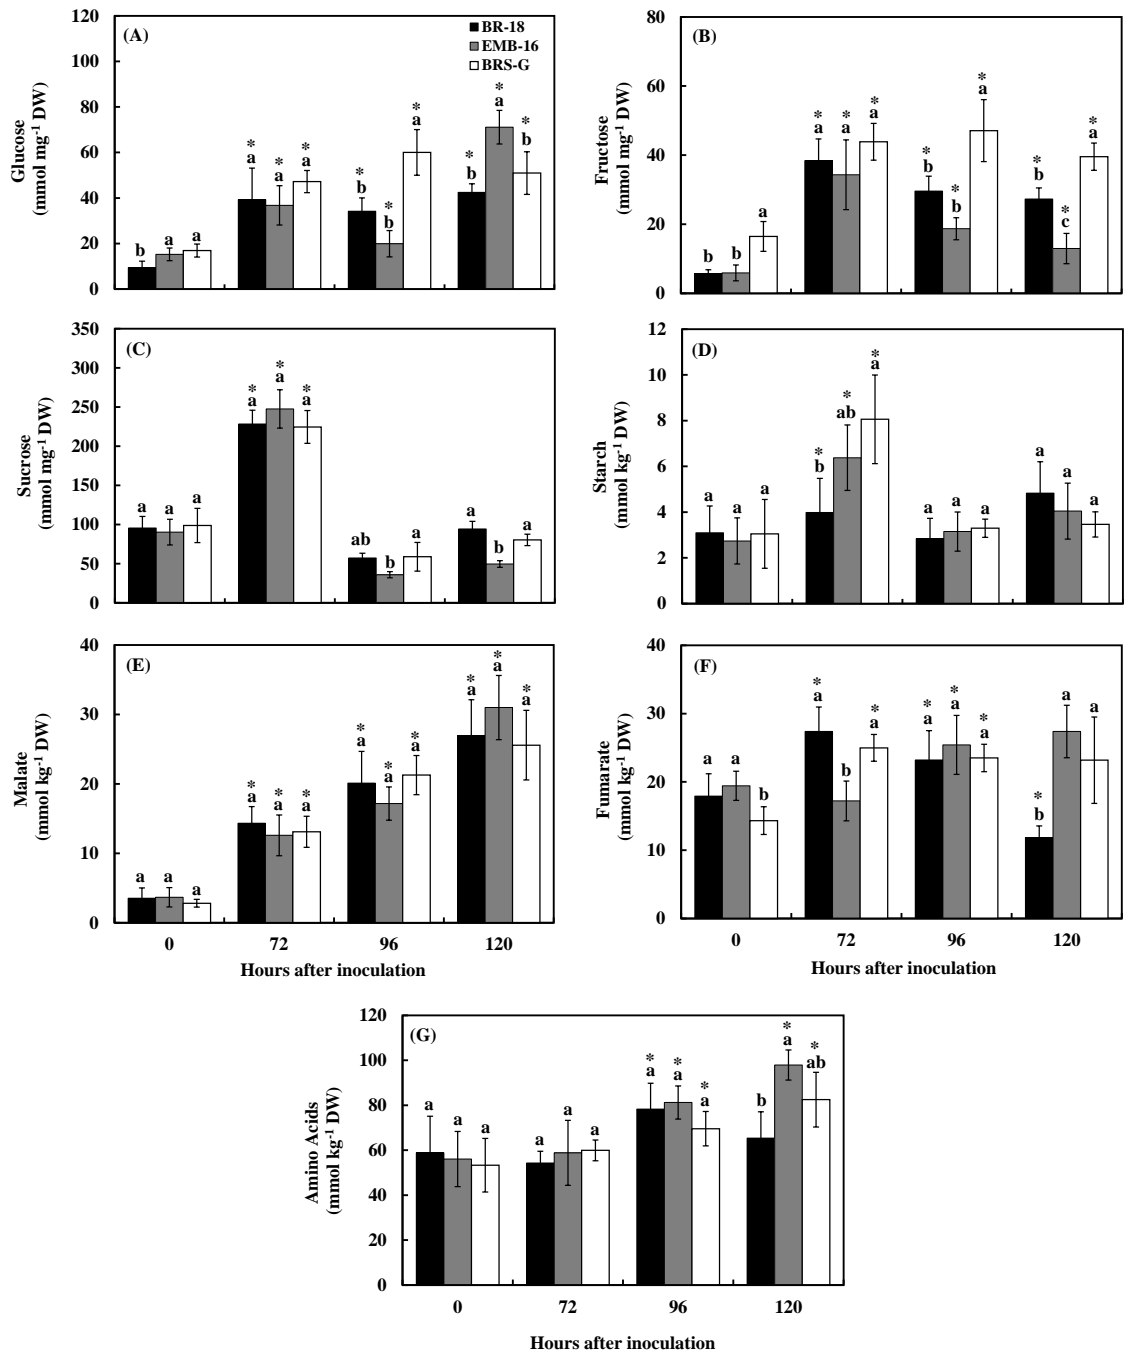 120
(A)
BR-18
100
EMB-16
BRS-G
80
60
40
20
0
Glucose
(mmol mg-1 DW)
b a a
* a * a * a
* b * b * a
* b * a * b
80
(B)
60
40
20
0
Fructose
(mmol mg-1 DW)
b b a
* a * a * a
* b * b * a
* b * c * a
350
(C)
300
250
200
150
100
50
0
Sucrose
(mmol mg-1 DW)
a a a
* a * a * a
ab b a
a b a
12
(D)
10
8
6
4
2
0
Starch
(mmol kg-1 DW)
a a a
* b * ab * a
a a a
a a a
40
(E)
30
20
10
0
Malate
(mmol kg-1 DW)
a a a
* a * a * a
* a * a * a
* a * a * a
0 72 96 120
Hours after inoculation
40
(F)
30
20
10
0
Fumarate
(mmol kg-1 DW)
a a b
* a b * a
* a * a * a
* b a a
0 72 96 120
Hours after inoculation
120
(G)
100
80
60
40
20
0
Amino Acids
(mmol kg-1 DW)
a a a
a a a
* a * a * a
b * a * ab
0 72 96 120
Hours after inoculation